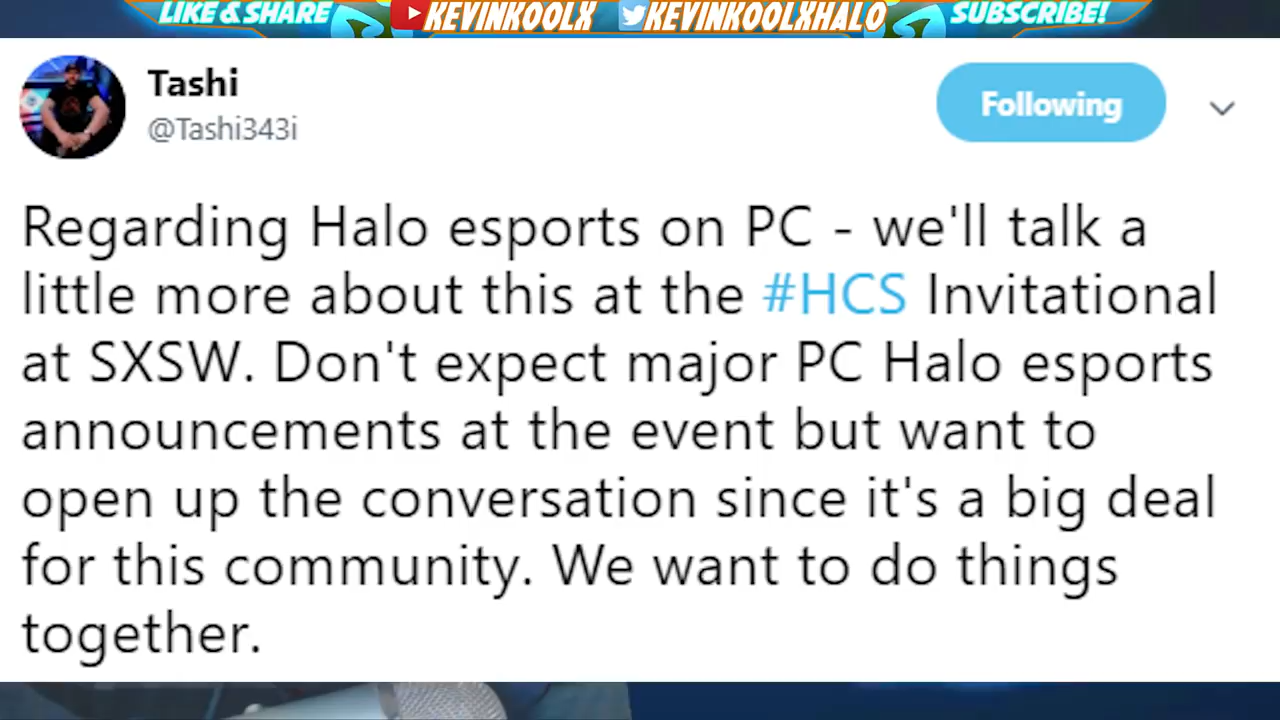 LIKE & SHARE KEVINKOOLX KEVINKOOLXHALO SUBSCRIBE!
Tashi
@Tashi343i
Following
Regarding Halo esports on PC - we'll talk a
little more about this at the #HCS Invitational
at SXSW. Don't expect major PC Halo esports
announcements at the event but want to
open up the conversation since it's a big deal
for this community. We want to do things
together.